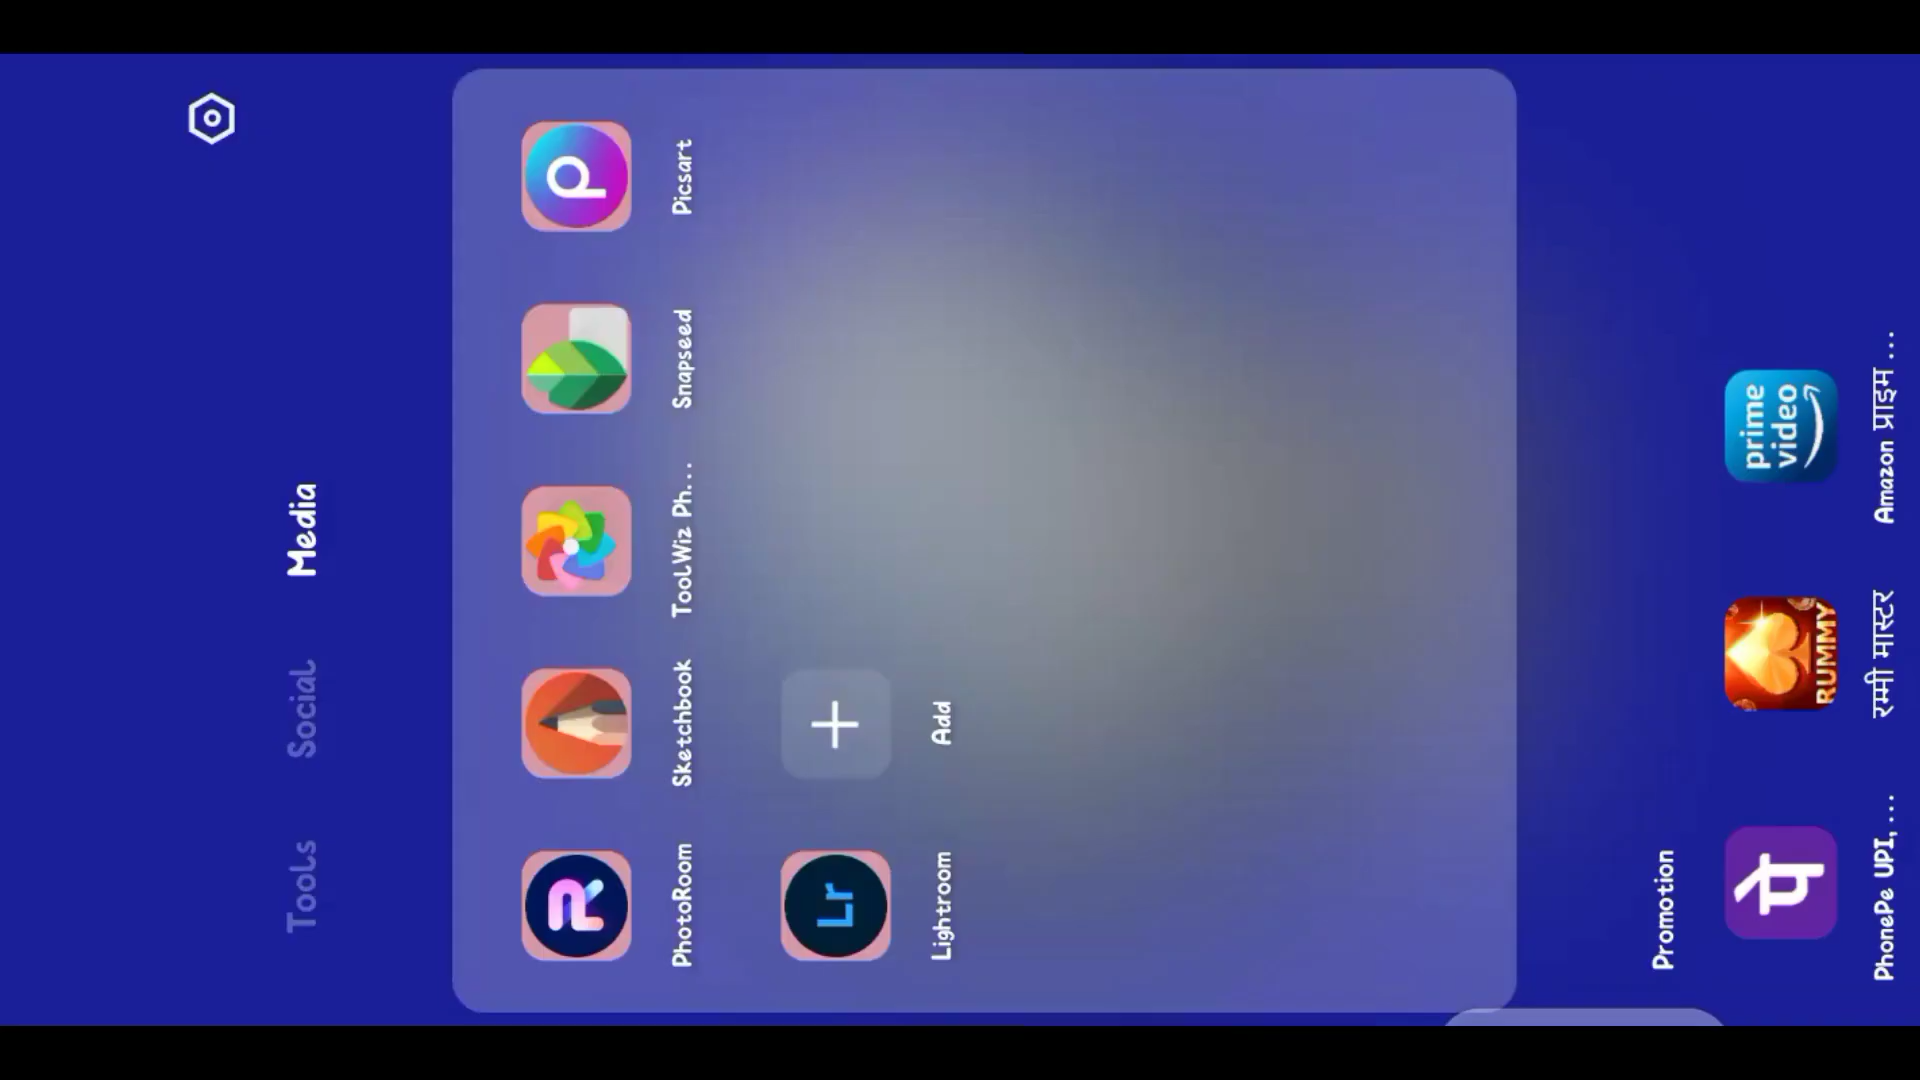 Tools Social Media
PhotoRoom Sketchbook ToolWiz Ph... Snapseed Picsart
Lr
Lightroom Add
Promotion
प
RUMMY
prime
video
PhonePe UPI,... रम्मी मास्टर Amazon प्राइम ...